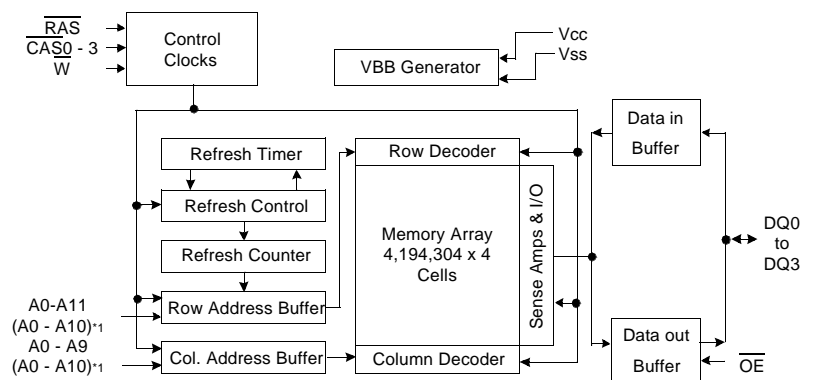 RAS
CAS0 - 3
W
Control
Clocks
VBB Generator
Vcc
Vss
Refresh Timer
Refresh Control
Refresh Counter
Row Address Buffer
Col. Address Buffer
A0-A11
(A0 - A10)*1
A0 - A9
(A0 - A10)*1
Row Decoder
Memory Array
4,194,304 x 4
Cells
Column Decoder
Sense Amps & I/O
Data in
Buffer
Data out
Buffer
DQ0
to
DQ3
OE